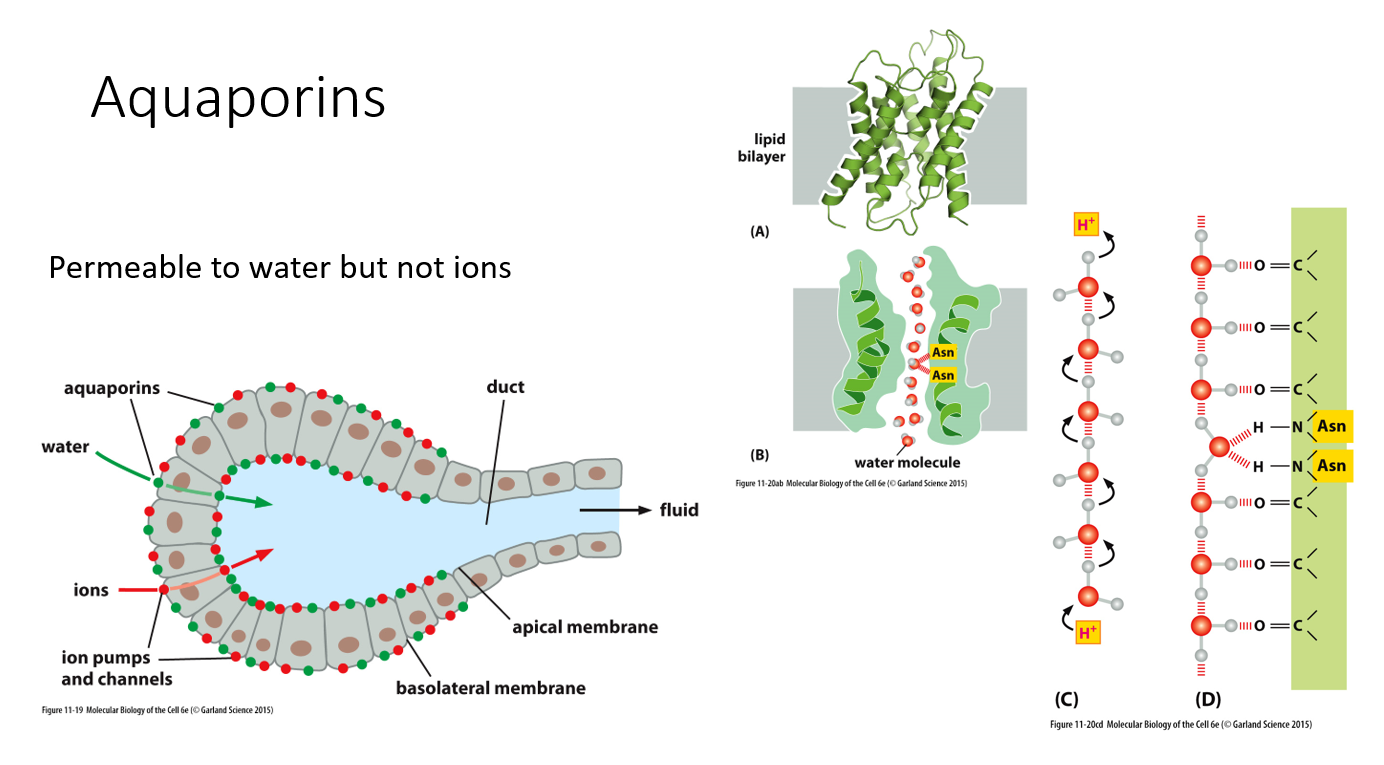 Aquaporins
Permeable to water but not ions
aquaporins
duct
water
fluid
ions
apical membrane
ion pumps
and channels
basolateral membrane
Figure 11-19 Molecular Biology of the Cell 6e (© Garland Science 2015)
lipid
bilayer
(A)
Asn
Asn
(B)
water molecule
Figure 11-20ab Molecular Biology of the Cell 6e (© Garland Science 2015)
H+
H+
(C)
O C
O C
O C
H N Asn
H N Asn
O C
O C
O C
(D)
Figure 11-20cd Molecular Biology of the Cell 6e (© Garland Science 2015)